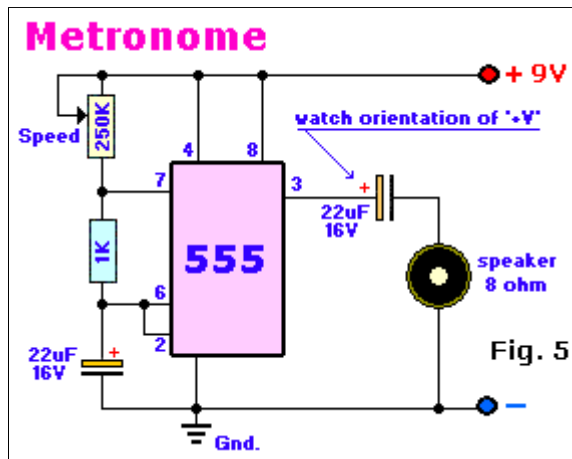 Metronome
+ 9V
250K
Speed
watch orientation of '+V'
4
8
7
3
+
22uF
16V
1K
555
speaker
8 ohm
6
2
+
22uF
16V
Fig. 5
−
Gnd.